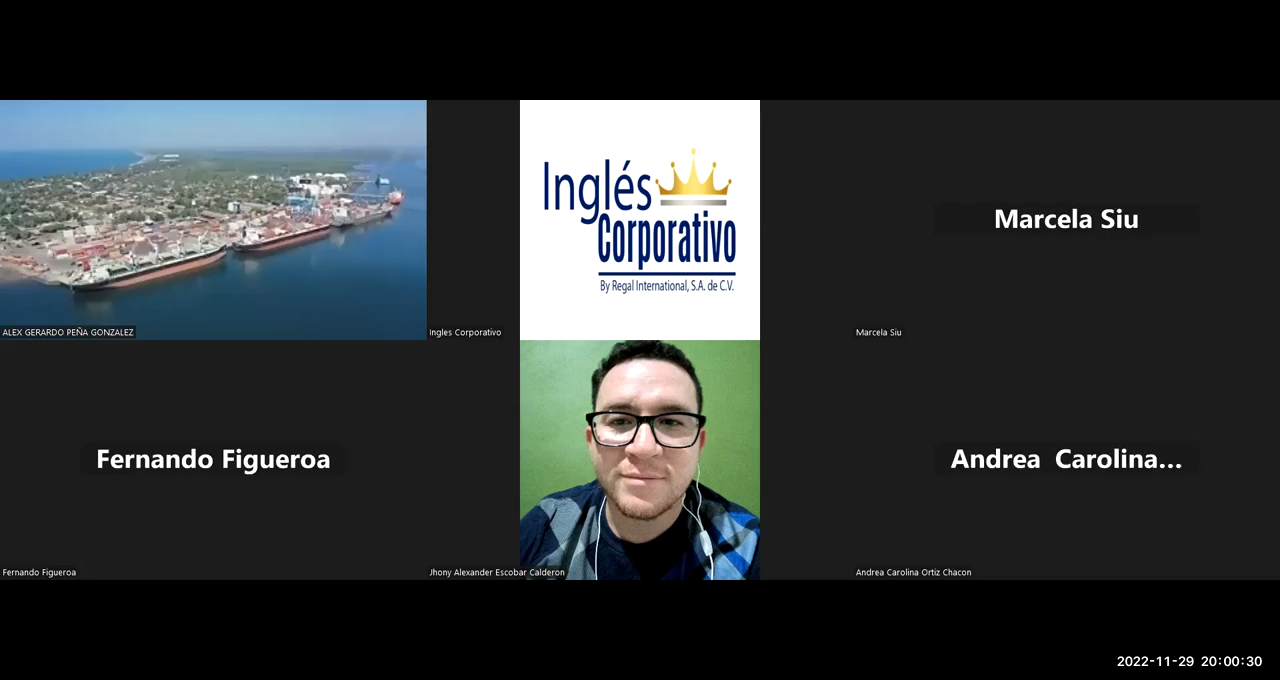 Inglés
Corporativo
By Regal International, S.A. de C.V.
Marcela Siu
ALEX GERARDO PEÑA GONZALEZ
Ingles Corporativo
Marcela Siu
Fernando Figueroa
Andrea Carolina...
Fernando Figueroa
Jhony Alexander Escobar Calderon
Andrea Carolina Ortiz Chacon
2022-11-29 20:00:30